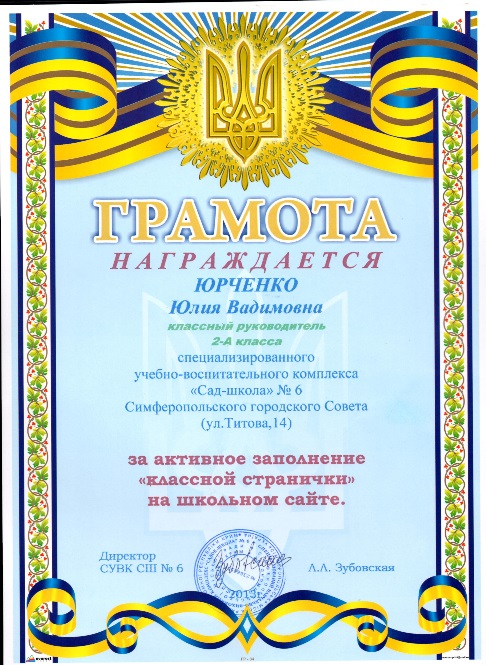 ГРАМОТА
НАГРАЖДАЕТСЯ
ЮРЧЕНКО
Юлия Вадимовна
классный руководитель
2-А класса
специализированного
учебно-воспитательного комплекса
«Сад-школа» № 6
Симферопольского городского Совета
(ул.Титова,14)
за активное заполнение
«классной странички»
на школьном сайте.
Директор
СУВК СШ № 6
Л.Л. Зубовская
2013г.